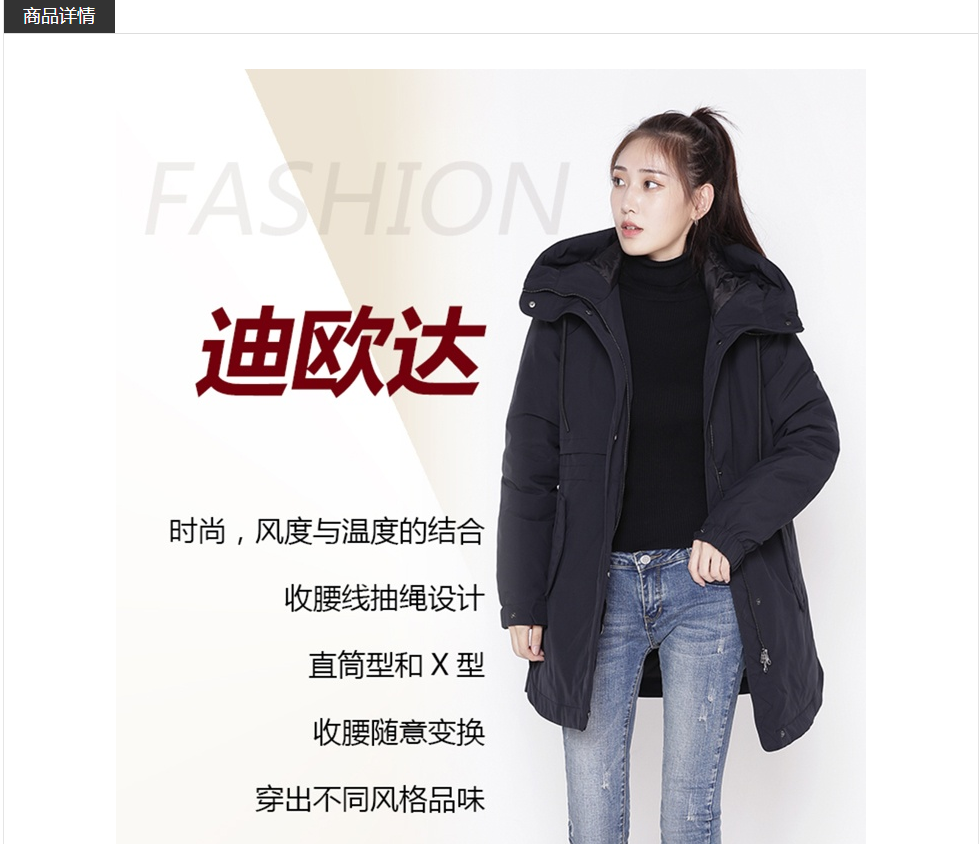 商品详情
FASHION
迪欧达
时尚，风度与温度的结合
收腰线抽绳设计
直筒型和 X 型
收腰随意变换
穿出不同风格品味